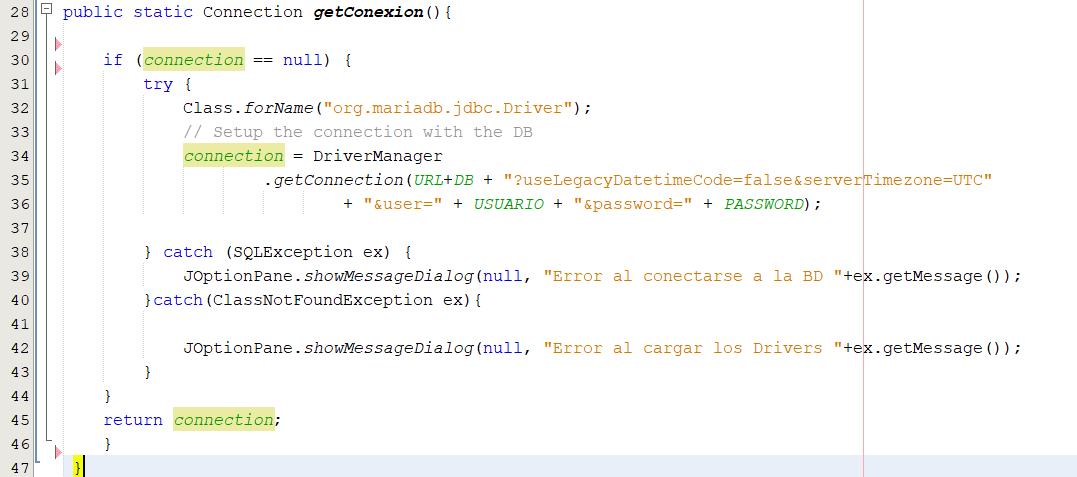 28 public static Connection getConexion(){
29
30 if (connection == null) {
31 try {
32 Class.forName("org.mariadb.jdbc.Driver");
33 // Setup the connection with the DB
34 connection = DriverManager
35 .getConnection(URL+DB + "?useLegacyDatetimeCode=false&serverTimezone=UTC"
36 + "&user=" + USUARIO + "&password=" + PASSWORD);
37
38 } catch (SQLException ex) {
39 JOptionPane.showMessageDialog(null, "Error al conectarse a la BD "+ex.getMessage());
40 }catch(ClassNotFoundException ex){
41
42 JOptionPane.showMessageDialog(null, "Error al cargar los Drivers "+ex.getMessage());
43 }
44 }
45 return connection;
46 }
47 }